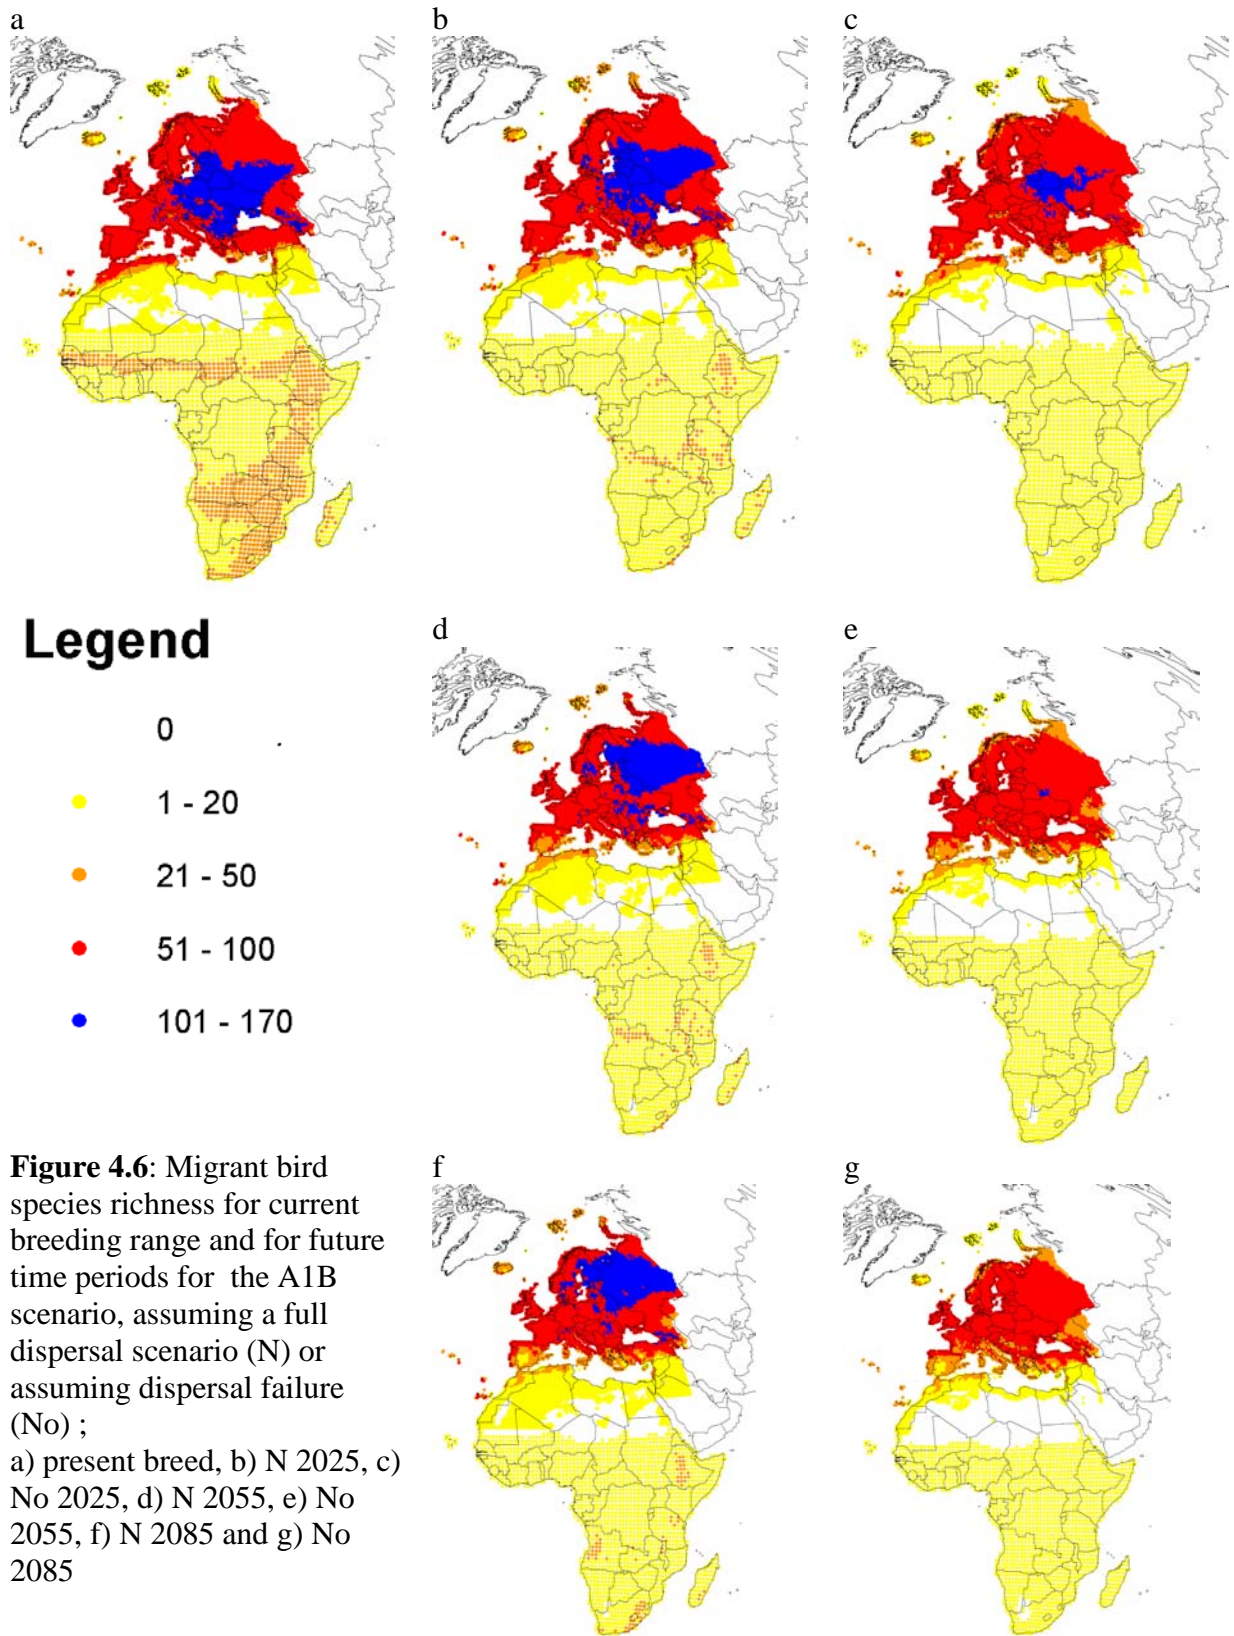 a
b
c
Legend
0
1 - 20
21 - 50
51 - 100
101 - 170
d
e
Figure 4.6: Migrant bird
species richness for current
breeding range and for future
time periods for the A1B
scenario, assuming a full
dispersal scenario (N) or
assuming dispersal failure
(No) ;
a) present breed, b) N 2025, c)
No 2025, d) N 2055, e) No
2055, f) N 2085 and g) No
2085
f
g